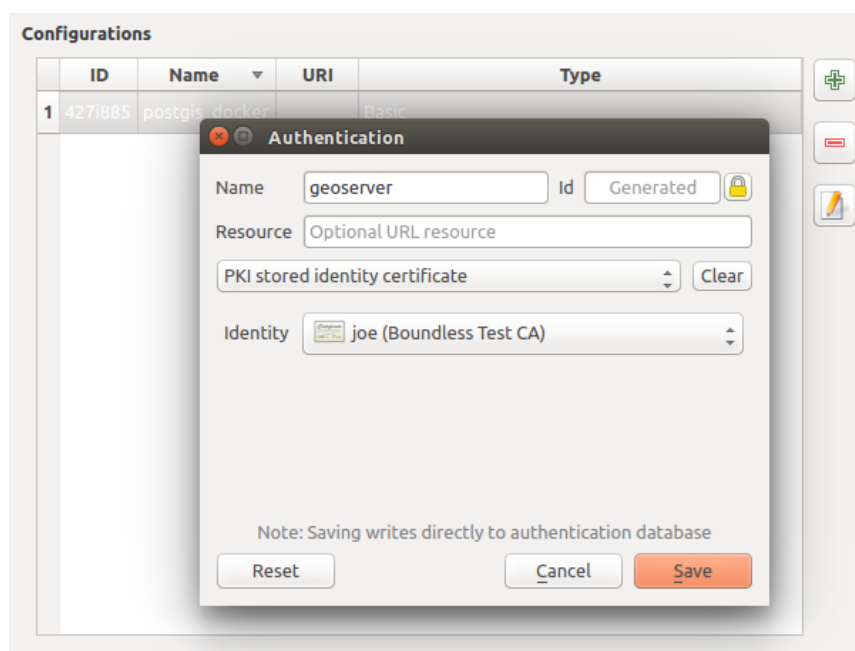 Configurations
ID Name URI Type
1 427i885 postgis_docker Basic
Authentication
Name geoserver Id Generated
Resource Optional URL resource
PKI stored identity certificate Clear
Identity joe (Boundless Test CA)
Note: Saving writes directly to authentication database
Reset Cancel Save